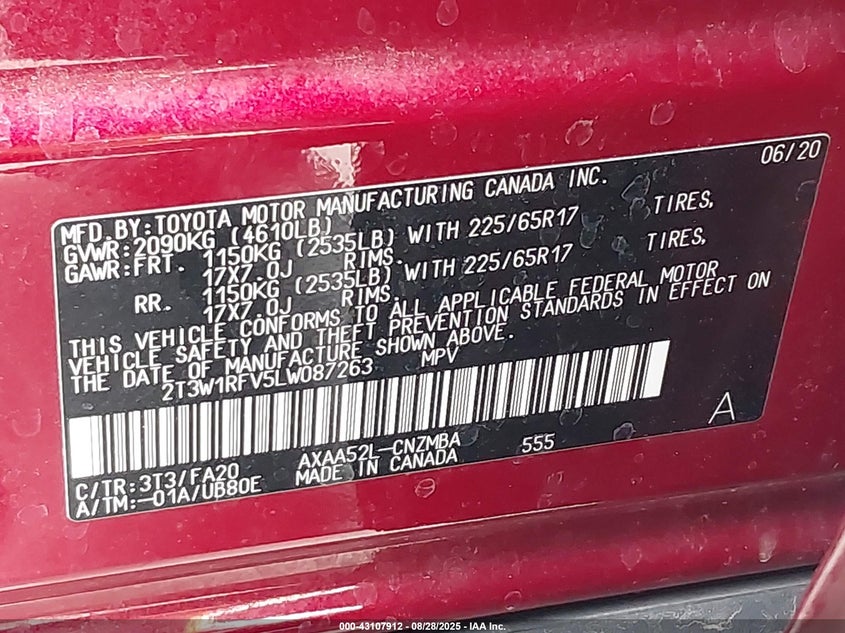 06/20
MFD.BY:TOYOTA MOTOR MANUFACTURING CANADA INC.
GVWR:2090KG (4610LB)
GAWR:FRT. 1150KG (2535LB) WITH 225/65R17 TIRES,
17X7.0J RIMS.
RR. 1150KG (2535LB) WITH 225/65R17 TIRES,
17X7.0J RIMS.
THIS VEHICLE CONFORMS TO ALL APPLICABLE FEDERAL MOTOR
VEHICLE SAFETY AND THEFT PREVENTION STANDARDS IN EFFECT ON
THE DATE OF MANUFACTURE SHOWN ABOVE.
2T3W1RFV5LW087263 MPV
A
AXAA52L-CNZMBA 555
C/TR:3T3/FA20 MADE IN CANADA
A/TM:-01A/UB80E
000-43107912 - 08/28/2025 - IAA Inc.